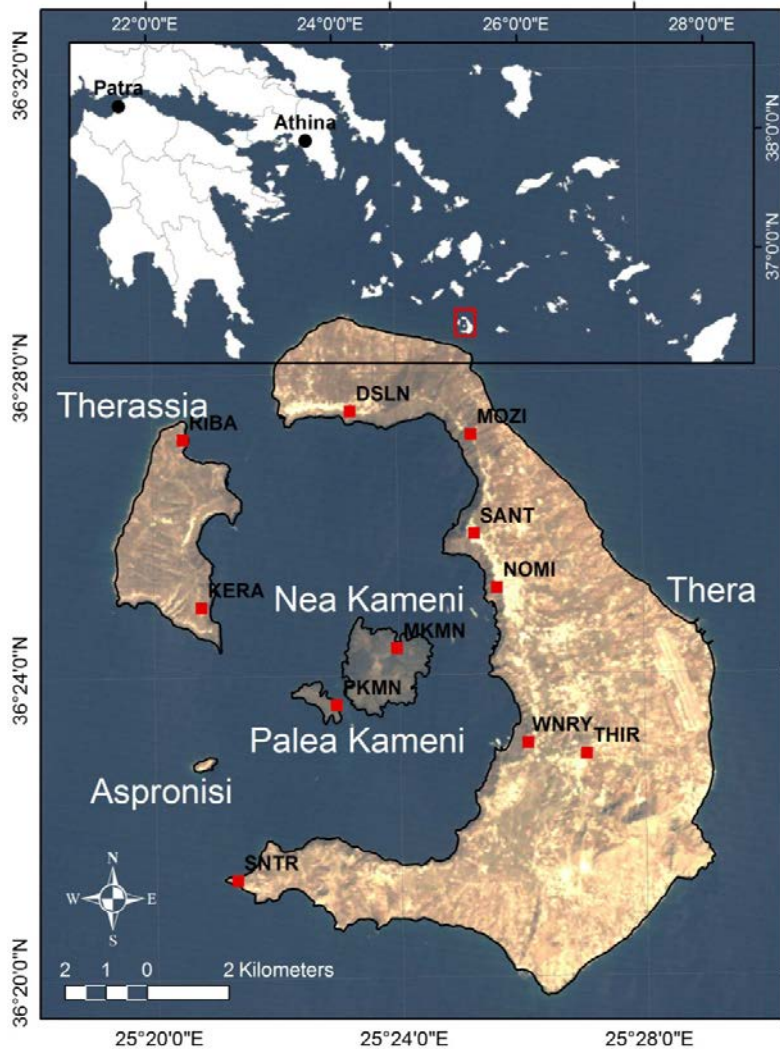 22°0'0"E 24°0'0"E 26°0'0"E 28°0'0"E
36°32'0"N
Patra
Athina
38°0'0"N
37°0'0"N
36°28'0"N
DSLN
Therassia
MOZI
RIBA
SANT
NOMI
Thera
KERA
Nea Kameni
MKMN
36°24'0"N
PKMN
Palea Kameni
WNRY
THIR
Aspronisi
SNTR
N
W E
S
2 1 0 2 Kilometers
36°20'0"N
25°20'0"E 25°24'0"E 25°28'0"E